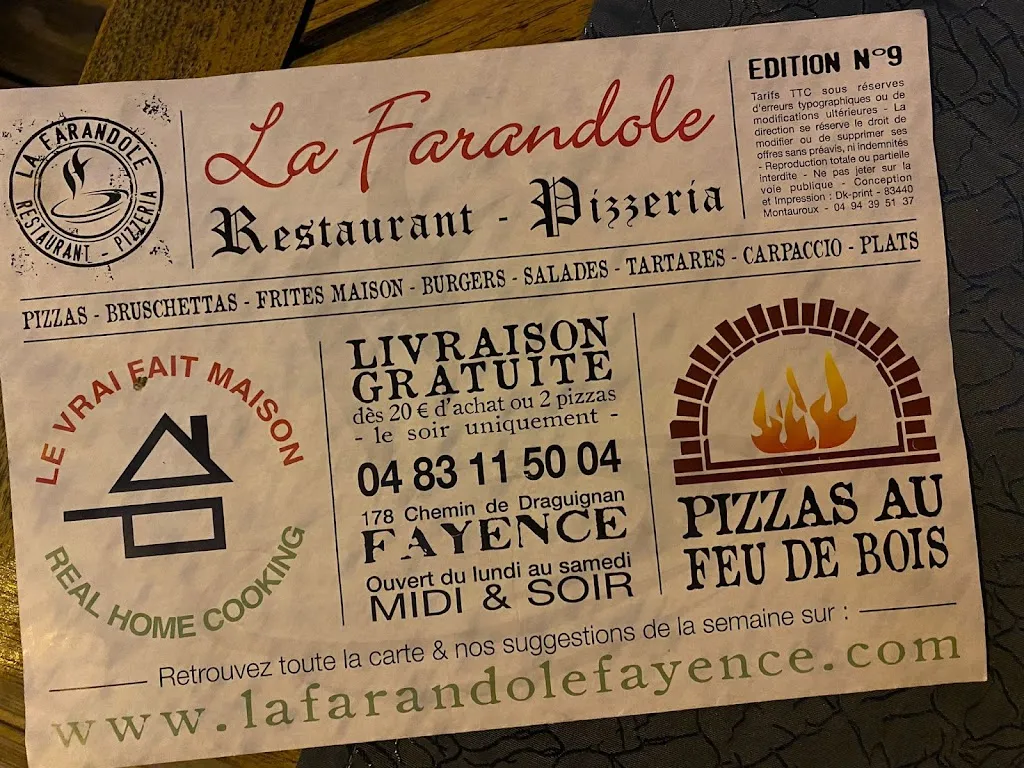 LA FARANDOLE
RESTAURANT - PIZZERIA
La Farandole
Restaurant - Pizzeria
EDITION N°9
Tarifs TTC sous réserves
d'erreurs typographiques ou de
modifications ultérieures - La
direction se réserve le droit de
modifier ou de supprimer ses
offres sans préavis, ni indemnités
- Reproduction totale ou partielle
interdite - Ne pas jeter sur la
voie publique - Conception
et Impression : Dk-print - 83440
Montauroux - 04 94 39 51 37
PIZZAS - BRUSCHETTAS - FRITES MAISON - BURGERS - SALADES - TARTARES - CARPACCIO - PLATS
LE VRAI FAIT MAISON
REAL HOME COOKING
LIVRAISON
GRATUITE
dès 20 € d'achat ou 2 pizzas
- le soir uniquement -
04 83 11 50 04
178 Chemin de Draguignan
FAYENCE
Ouvert du lundi au samedi
MIDI & SOIR
PIZZAS AU
FEU DE BOIS
Retrouvez toute la carte & nos suggestions de la semaine sur :
www.lafarandolefayence.com